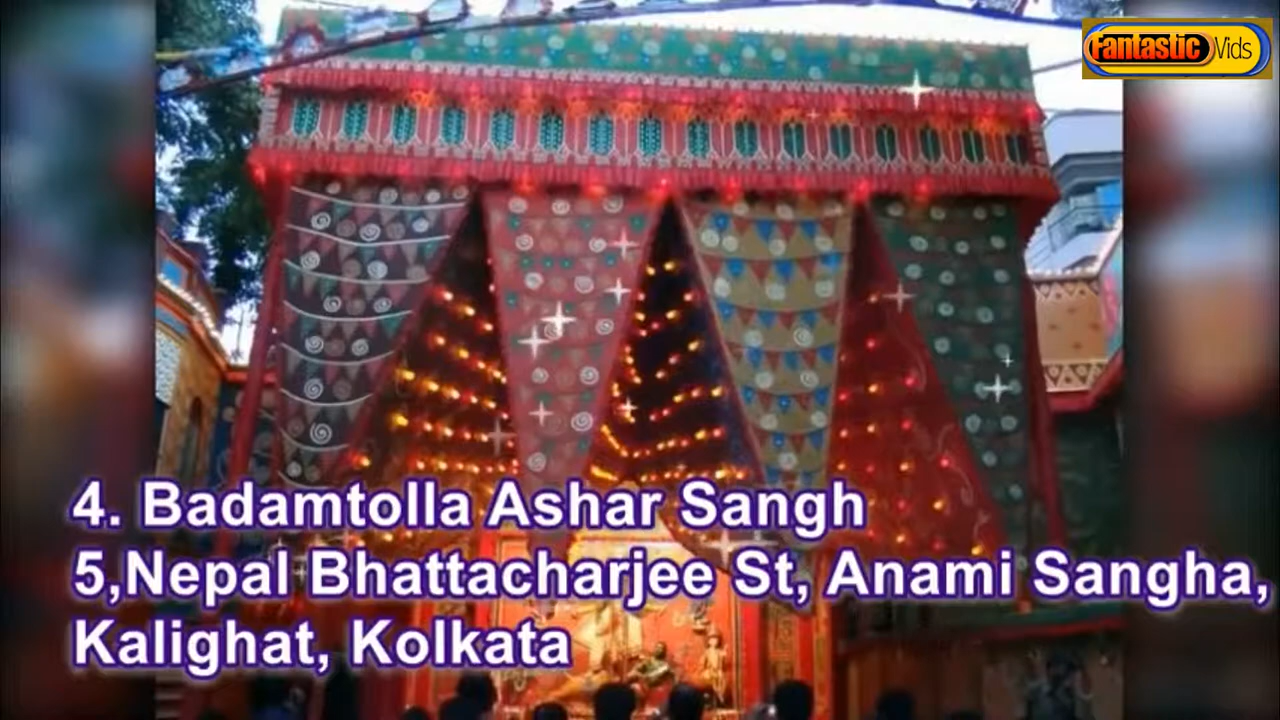 Fantastic Vids
4. Badamtolla Ashar Sangh
5,Nepal Bhattacharjee St, Anami Sangha,
Kalighat, Kolkata